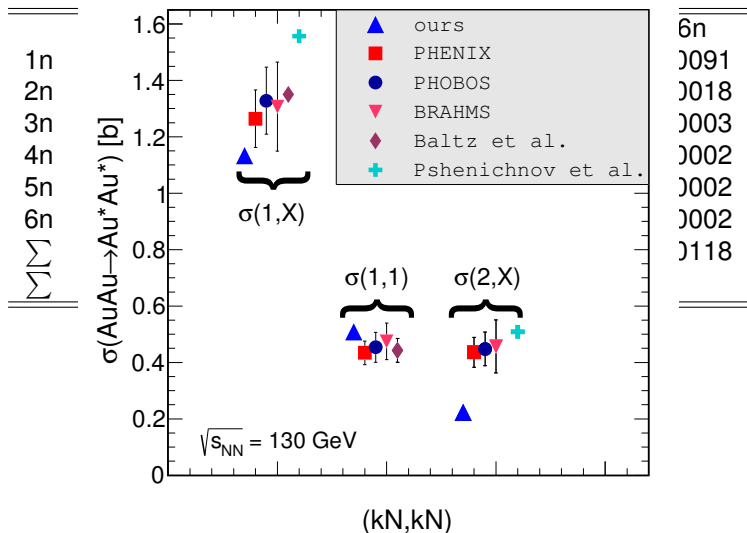 1n
2n
3n
4n
5n
6n
∑
∑
σ(AuAu→Au*Au*) [b]
1.6
1.4
1.2
1
0.8
0.6
0.4
0.2
0
ours
PHENIX
PHOBOS
BRAHMS
Baltz et al.
Pshenichnov et al.
σ(1,X)
σ(1,1)
σ(2,X)
√s_NN = 130 GeV
(kN,kN)
6n
0091
0018
0003
0002
0002
0002
0118